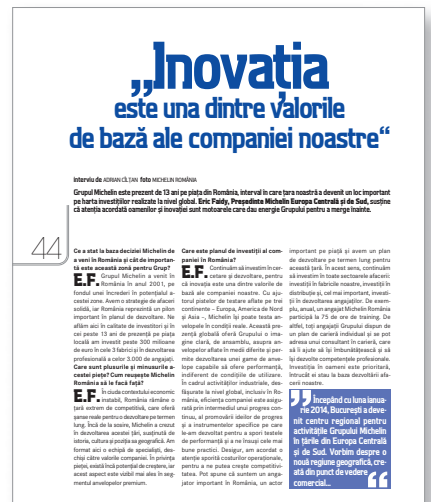 „Inovația
este una dintre valorile
de bază ale companiei noastre“
interviu de ADRIAN CÎLȚAN foto MICHELIN ROMÂNIA
Grupul Michelin este prezent de 13 ani pe piața din România, interval în care țara noastră a devenit un loc important
pe harta investițiilor realizate la nivel global. Eric Faidy, Președinte Michelin Europa Centrală și de Sud, susține
că atenția acordată oamenilor și inovației sunt motoarele care dau energie Grupului pentru a merge înainte.
44
Ce a stat la baza deciziei Michelin de
a veni în România și cât de importan-
tă este această zonă pentru Grup?
E.F. Grupul Michelin a venit în
România în anul 2001, pe
fondul unei încrederi în potențialul a-
cestei zone. Avem o strategie de afaceri
solidă, iar România reprezintă un pilon
important în planul de dezvoltare. Ne
aflăm aici în calitate de investitori și în
cei peste 13 ani de prezență pe piața
locală am investit peste 300 milioane
de euro în cele 3 fabrici și în dezvoltarea
profesională a celor 3.000 de angajați.
Care sunt plusurile și minusurile a-
cestei piețe? Cum reușește Michelin
România să le facă față?
E.F. În ciuda contextului economic
instabil, România rămâne o
țară extrem de competitivă, care oferă
șanse reale pentru o dezvoltare pe termen
lung. Încă de la sosire, Michelin a crezut
în dezvoltarea acestei țări, susținută de
istoria, cultura și poziția sa geografică. Am
format aici o echipă de specialiști, des-
chiși către valorile companiei. În privința
pieței, există încă potențial de creștere, iar
acest aspect este vizibil mai ales în seg-
mentul anvelopelor premium.
Care este planul de investiții al com-
paniei în România?
E.F. Continuăm să investim în cer-
cetare și dezvoltare, pentru
că inovația este una dintre valorile de
bază ale companiei noastre. Cu aju-
torul pistelor de testare aflate pe trei
continente – Europa, America de Nord
și Asia –, Michelin își poate testa an-
velopele în condiții reale. Această pre-
zență globală oferă Grupului o ima-
gine clară, de ansamblu, asupra an-
velopelor aflate în medii diferite și per-
mite dezvoltarea unei game de anve-
lope capabile să ofere performanță,
indiferent de condițiile de utilizare.
În cadrul activităților industriale, des-
fășurate la nivel global, inclusiv în Ro-
mânia, eficiența companiei este asigu-
rată prin intermediul unui progres con-
tinuu, al promovării ideilor de progres
și a instrumentelor specifice pe care
le-am dezvoltat pentru a spori testele
de performanță și a ne însuși cele mai
bune practici. Desigur, am acordat o
atenție sporită costurilor operaționale,
pentru a ne putea crește competitivi-
tatea. Pot spune că suntem un anga-
jator important în România, un actor
important pe piață și avem un plan
de dezvoltare pe termen lung pentru
această țară. În acest sens, continuăm
să investim în toate sectoarele afacerii:
investiții în fabricile noastre, investiții în
distribuție și, cel mai important, investi-
ții în dezvoltarea angajaților. De exem-
plu, anual, un angajat Michelin România
participă la 75 de ore de training. De
altfel, toți angajații Grupului dispun de
un plan de carieră individual și se pot
adresa unui consultant în carieră, care
să îi ajute să își îmbunătățească și să
își dezvolte competențele profesionale.
Investiția în oameni este prioritară,
întrucât ei stau la baza dezvoltării afa-
cerii noastre.
” Începând cu luna ianua-
rie 2014, București a deve-
nit centru regional pentru
activitățile Grupului Michelin
în țările din Europa Centrală
și de Sud. Vorbim despre o
nouă regiune geografică, cre-
ată din punct de vedere
comercial... “